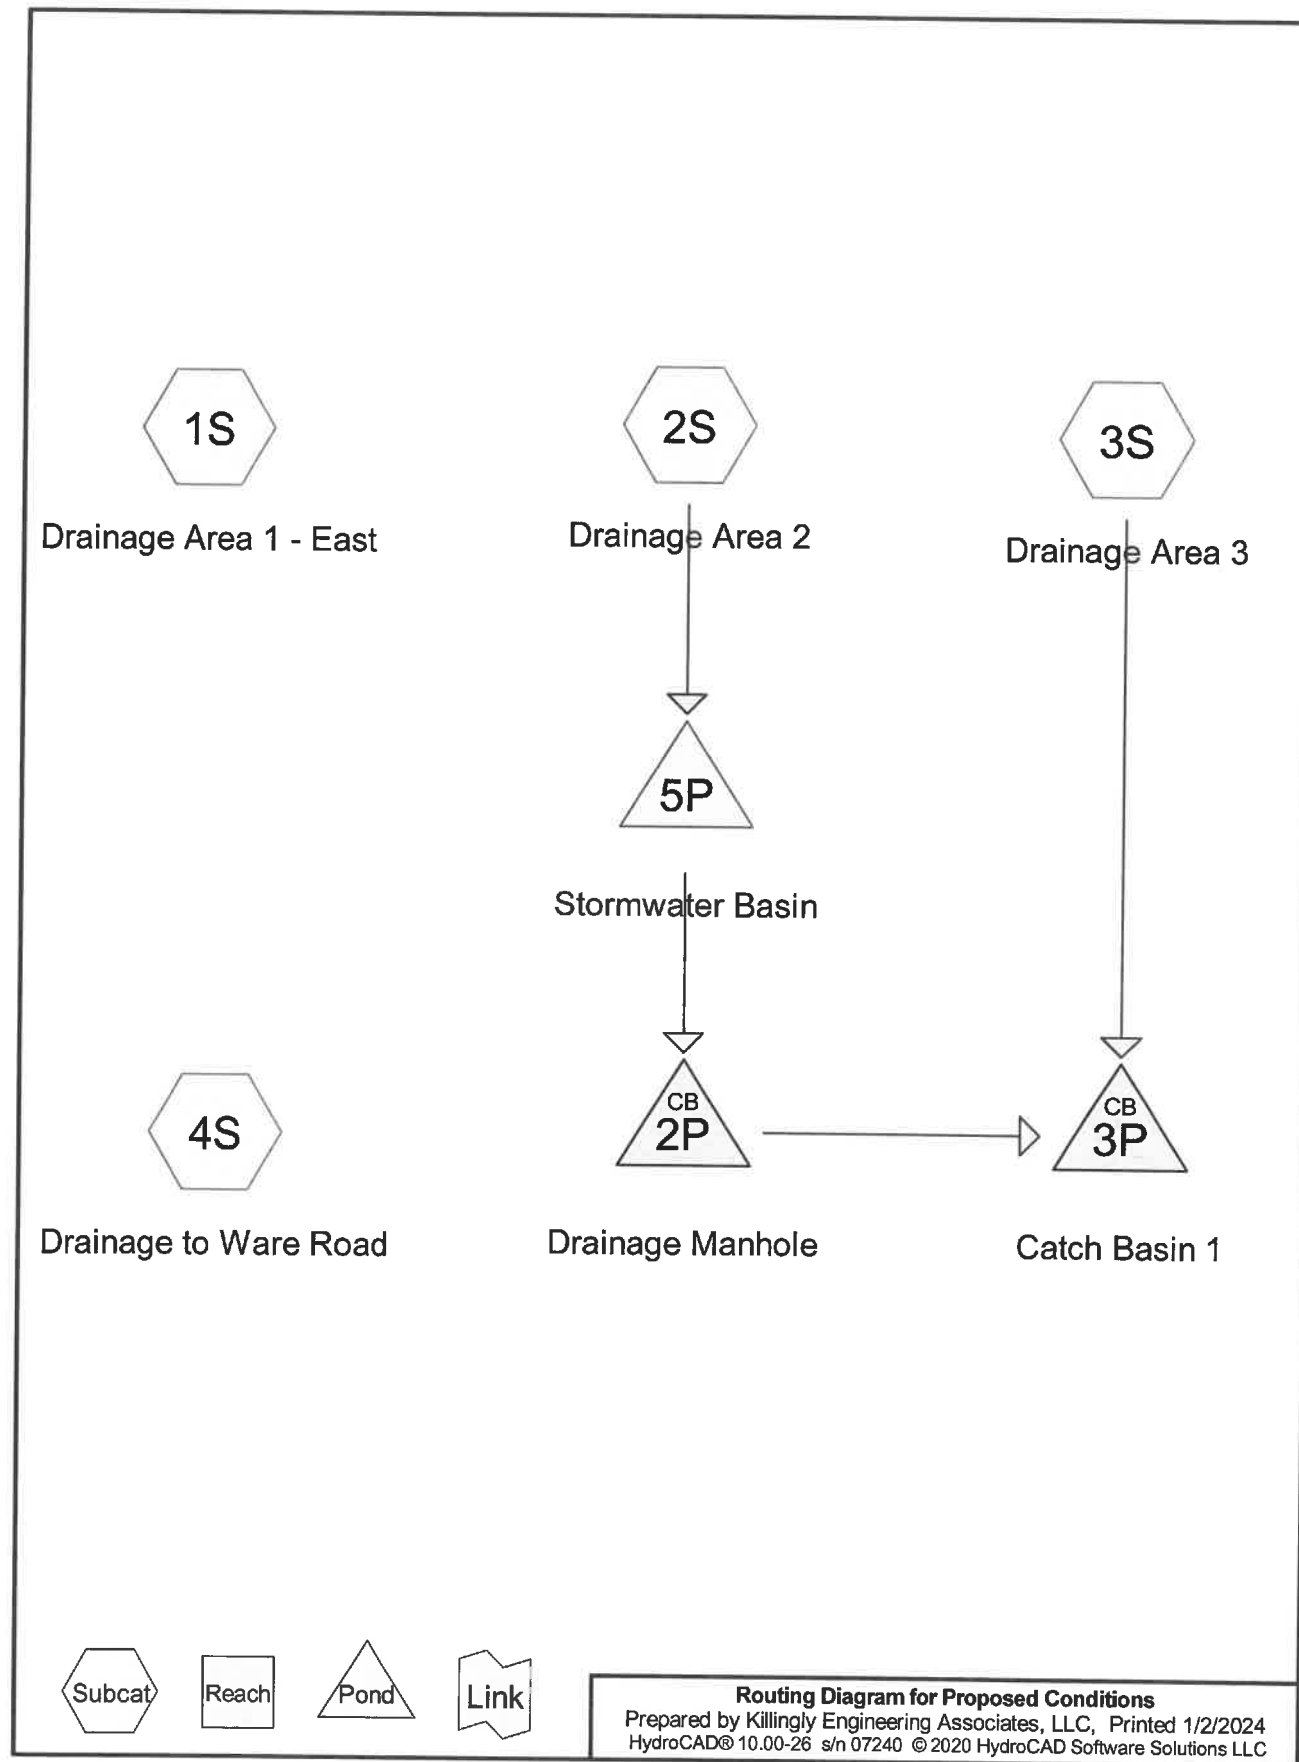 1S
Drainage Area 1 - East
2S
Drainage Area 2
3S
Drainage Area 3
5P
Stormwater Basin
4S
Drainage to Ware Road
CB
2P
Drainage Manhole
CB
3P
Catch Basin 1
Subcat
Reach
Pond
Link
Routing Diagram for Proposed Conditions
Prepared by Killingly Engineering Associates, LLC, Printed 1/2/2024
HydroCAD® 10.00-26 s/n 07240 © 2020 HydroCAD Software Solutions LLC